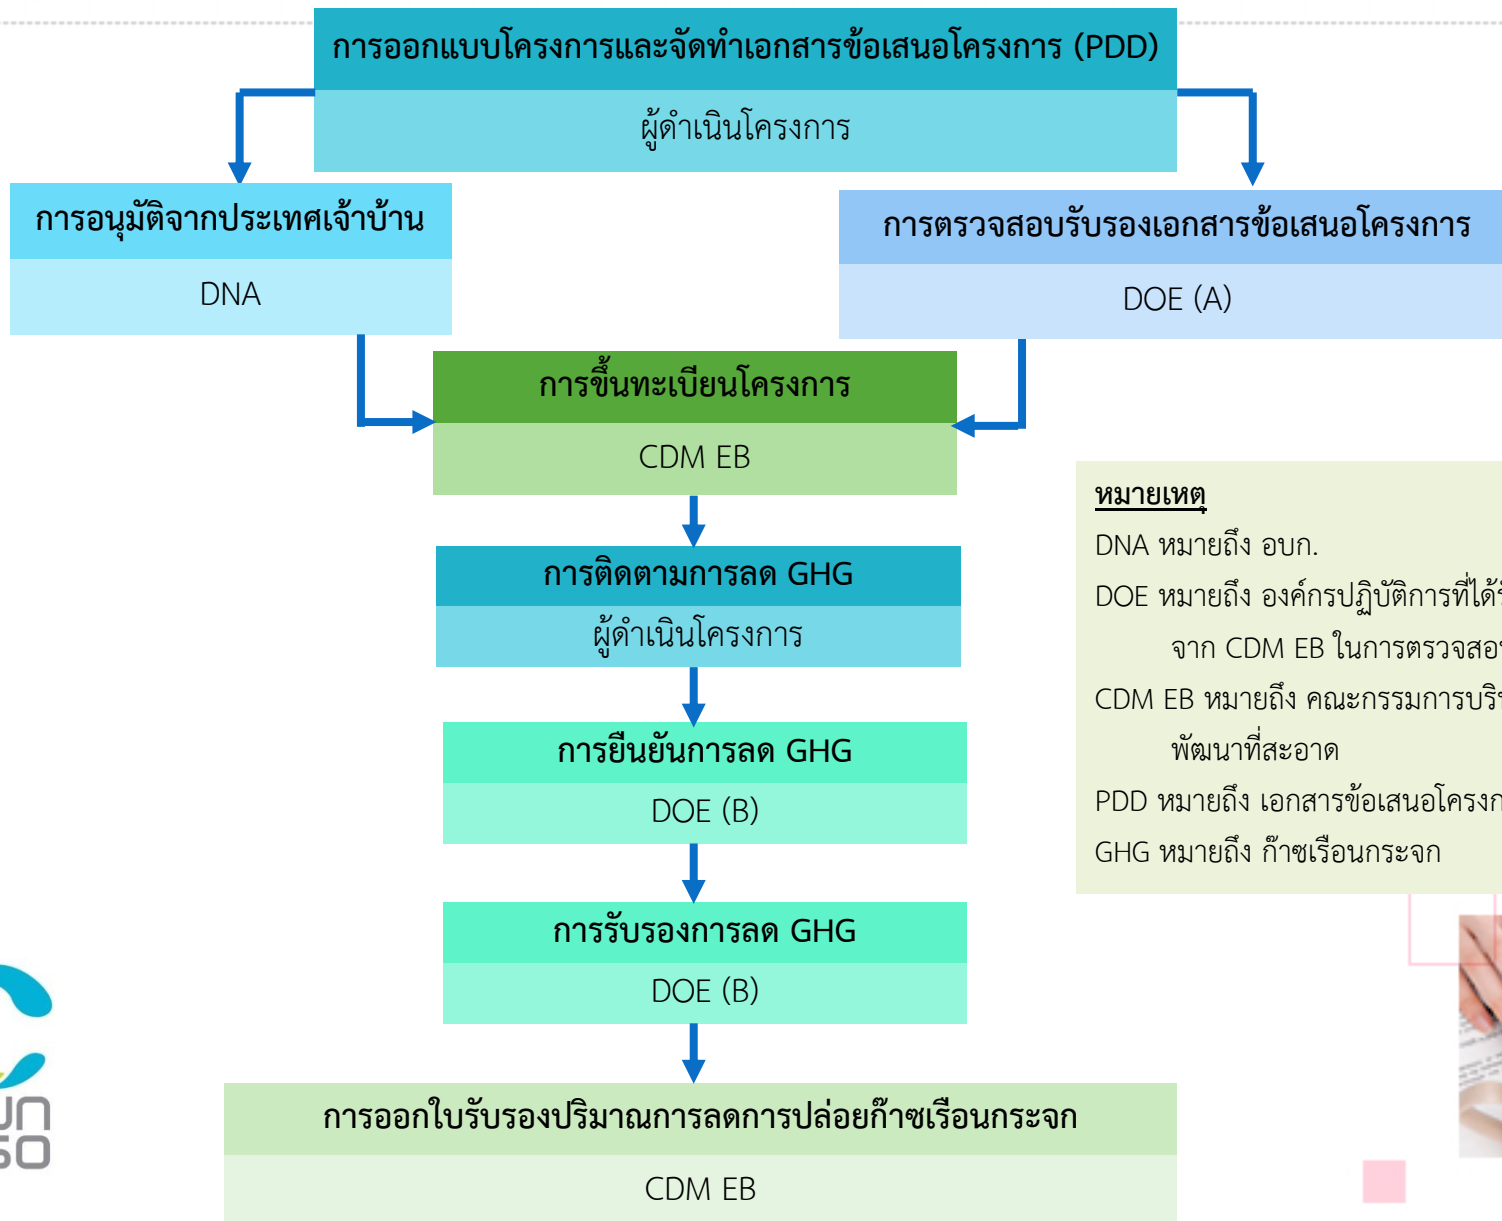 การออกแบบโครงการและจัดทำเอกสารข้อเสนอโครงการ (PDD)
ผู้ดำเนินโครงการ
การอนุมัติจากประเทศเจ้าบ้าน
DNA
การตรวจสอบรับรองเอกสารข้อเสนอโครงการ
DOE (A)
การขึ้นทะเบียนโครงการ
CDM EB
การติดตามการลด GHG
ผู้ดำเนินโครงการ
การยืนยันการลด GHG
DOE (B)
การรับรองการลด GHG
DOE (B)
การออกใบรับรองปริมาณการลดการปล่อยก๊าซเรือนกระจก
CDM EB
หมายเหตุ
DNA หมายถึง อบก.
DOE หมายถึง องค์กรปฏิบัติการที่ได้
จาก CDM EB ในการตรวจสอ
CDM EB หมายถึง คณะกรรมการบริ
พัฒนาที่สะอาด
PDD หมายถึง เอกสารข้อเสนอโครง
GHG หมายถึง ก๊าซเรือนกระจก